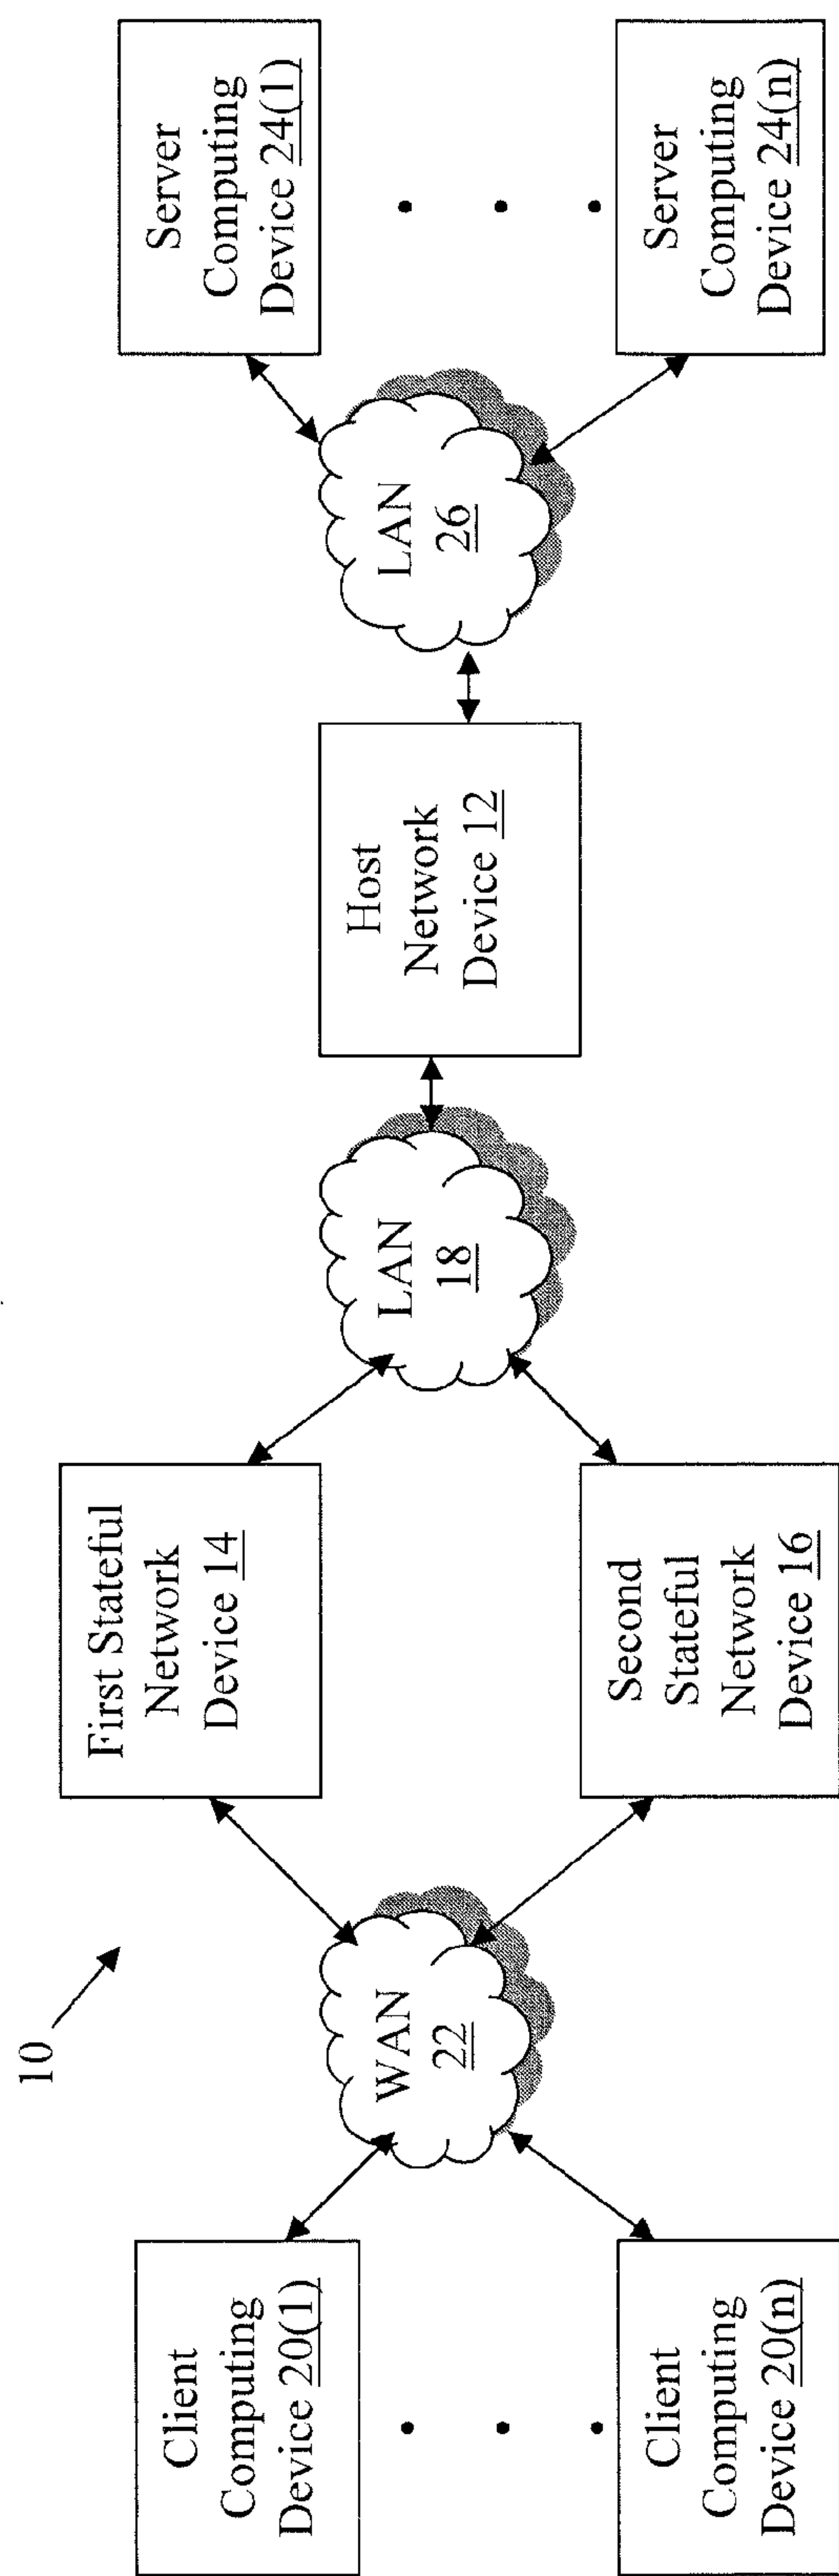 10
Client
Computing
Device 20(1)
Client
Computing
Device 20(n)
WAN
22
First Stateful
Network
Device 14
Second
Stateful
Network
Device 16
LAN
18
Host
Network
Device 12
LAN
26
Server
Computing
Device 24(1)
Server
Computing
Device 24(n)